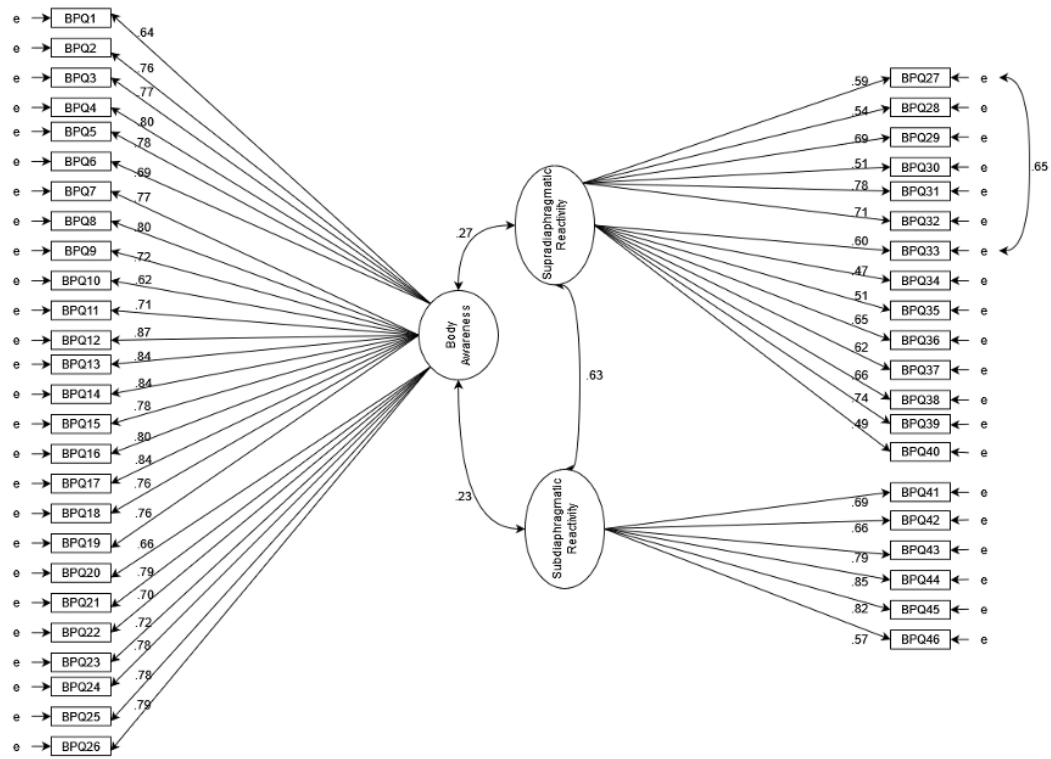 e BPQ1 .64
e BPQ2 .76
e BPQ3 .77
e BPQ4 .80
e BPQ5 .78
e BPQ6 .69
e BPQ7 .77
e BPQ8 .80
e BPQ9 .72
e BPQ10 .62
e BPQ11 .71
e BPQ12 .87
e BPQ13 .84
e BPQ14 .84
e BPQ15 .78
e BPQ16 .80
e BPQ17 .84
e BPQ18 .76
e BPQ19 .76
e BPQ20 .66
e BPQ21 .79
e BPQ22 .70
e BPQ23 .72
e BPQ24 .78
e BPQ25 .78
e BPQ26 .79
Body
Awareness
.27
.23
.63
Supradiaphragmatic
Reactivity
Subdiaphragmatic
Reactivity
.59 BPQ27 e
.54 BPQ28 e
.69 BPQ29 e
.51 BPQ30 e
.78 BPQ31 e
.71 BPQ32 e
.60 BPQ33 e
.47 BPQ34 e
.51 BPQ35 e
.65 BPQ36 e
.62 BPQ37 e
.66 BPQ38 e
.74 BPQ39 e
.49 BPQ40 e
.65
.69 BPQ41 e
.66 BPQ42 e
.79 BPQ43 e
.85 BPQ44 e
.82 BPQ45 e
.57 BPQ46 e